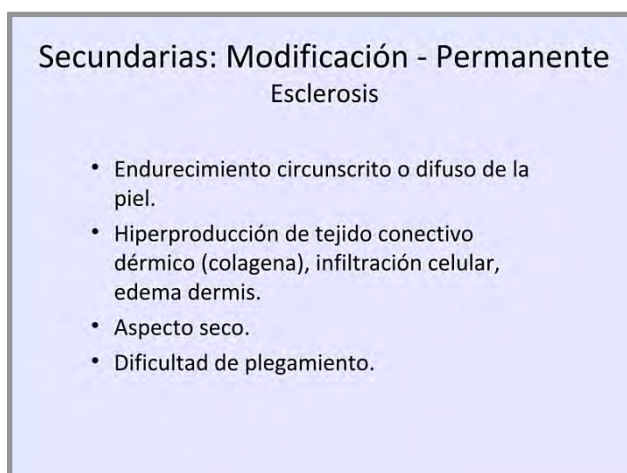 Secundarias: Modificación - Permanente
Esclerosis
• Endurecimiento circunscrito o difuso de la
piel.
• Hiperproducción de tejido conectivo
dérmico (colagena), infiltración celular,
edema dermis.
• Aspecto seco.
• Dificultad de plegamiento.